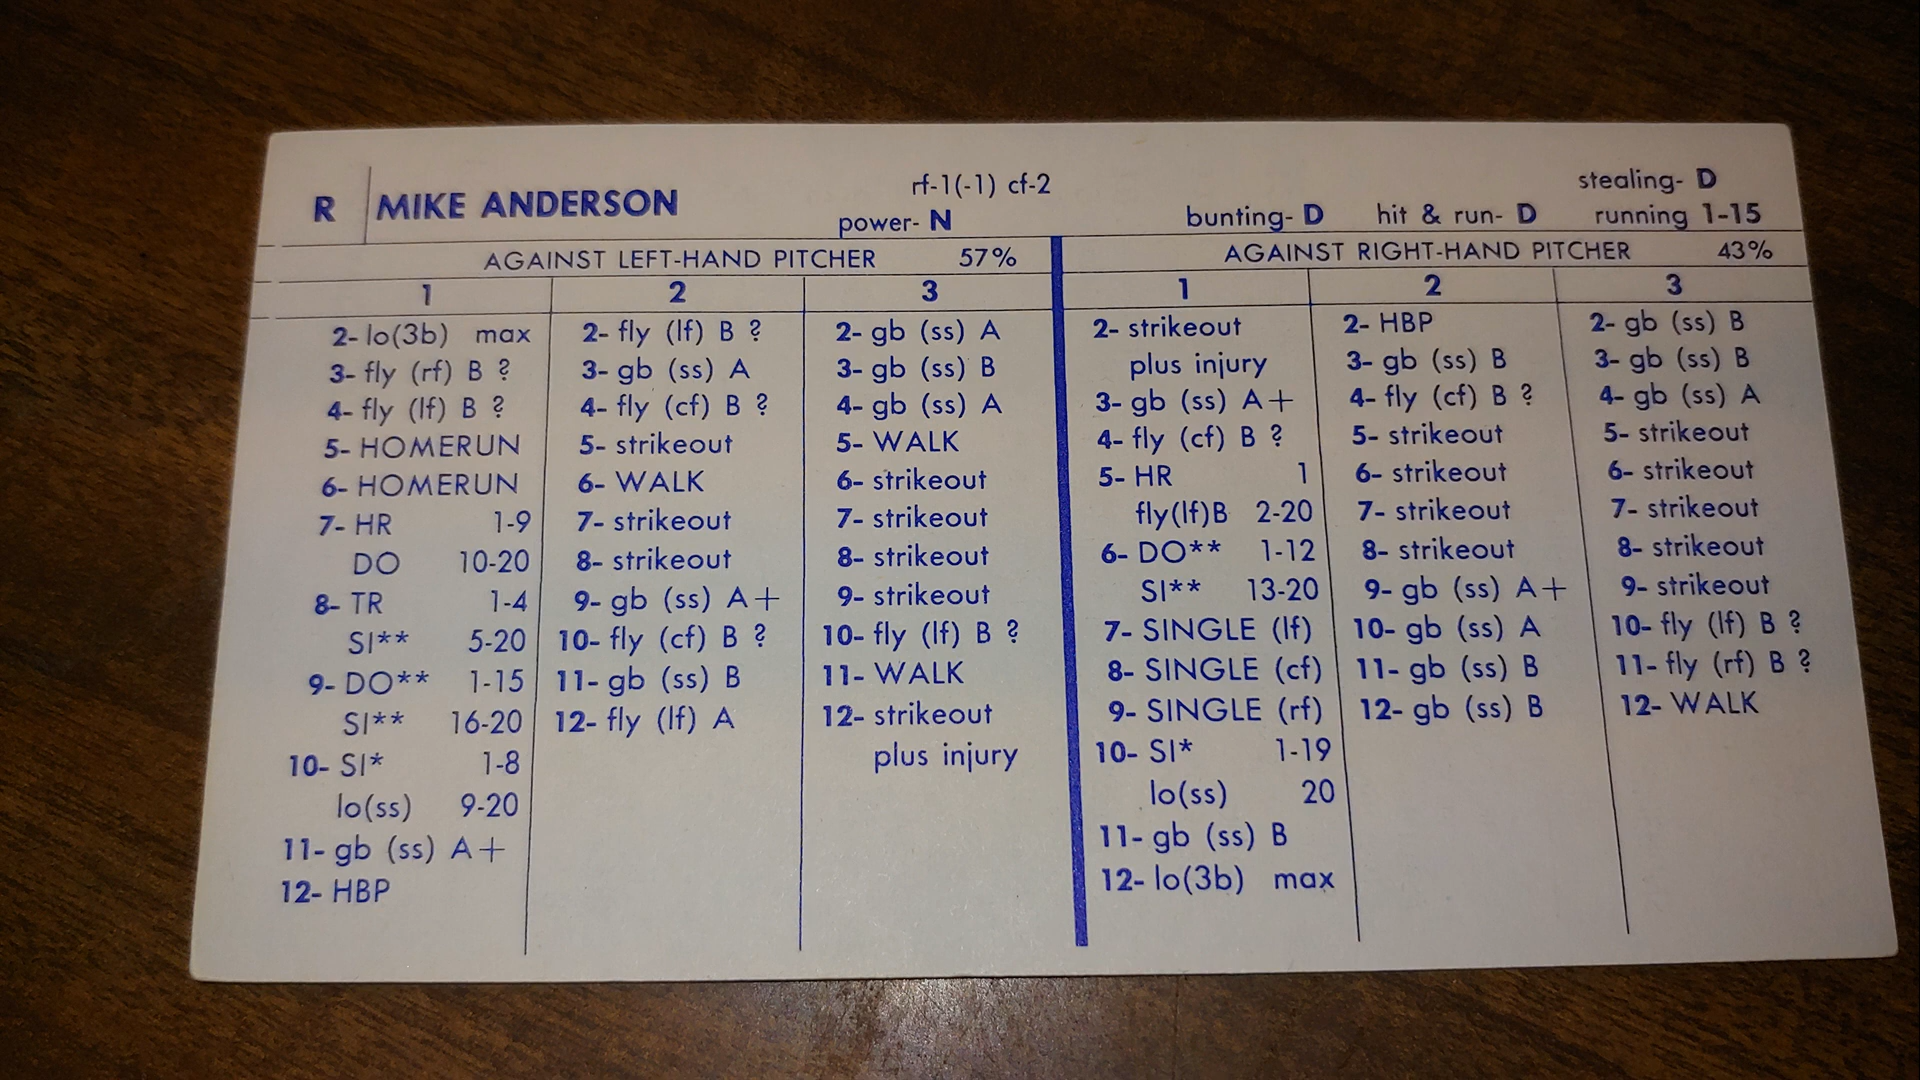 R MIKE ANDERSON
rf-1(-1) cf-2
power- N
bunting- D
hit & run- D
stealing- D
running 1-15
AGAINST LEFT-HAND PITCHER 57%
1
2- lo(3b) max
3- fly (rf) B ?
4- fly (lf) B ?
5- HOMERUN
6- HOMERUN
7- HR 1-9
DO 10-20
8- TR 1-4
SI** 5-20
9- DO** 1-15
SI** 16-20
10- SI* 1-8
lo(ss) 9-20
11- gb (ss) A+
12- HBP
2
2- fly (lf) B ?
3- gb (ss) A
4- fly (cf) B ?
5- strikeout
6- WALK
7- strikeout
8- strikeout
9- gb (ss) A+
10- fly (cf) B ?
11- gb (ss) B
12- fly (lf) A
3
2- gb (ss) A
3- gb (ss) B
4- gb (ss) A
5- WALK
6- strikeout
7- strikeout
8- strikeout
9- strikeout
10- fly (lf) B ?
11- WALK
12- strikeout
plus injury
AGAINST RIGHT-HAND PITCHER 43%
1
2- strikeout
plus injury
3- gb (ss) A+
4- fly (cf) B ?
5- HR 1
fly(lf)B 2-20
6- DO** 1-12
SI** 13-20
7- SINGLE (lf)
8- SINGLE (cf)
9- SINGLE (rf)
10- SI* 1-19
lo(ss) 20
11- gb (ss) B
12- lo(3b) max
2
2- HBP
3- gb (ss) B
4- fly (cf) B ?
5- strikeout
6- strikeout
7- strikeout
8- strikeout
9- gb (ss) A+
10- gb (ss) A
11- gb (ss) B
12- gb (ss) B
3
2- gb (ss) B
3- gb (ss) B
4- gb (ss) A
5- strikeout
6- strikeout
7- strikeout
8- strikeout
9- strikeout
10- fly (lf) B ?
11- fly (rf) B ?
12- WALK